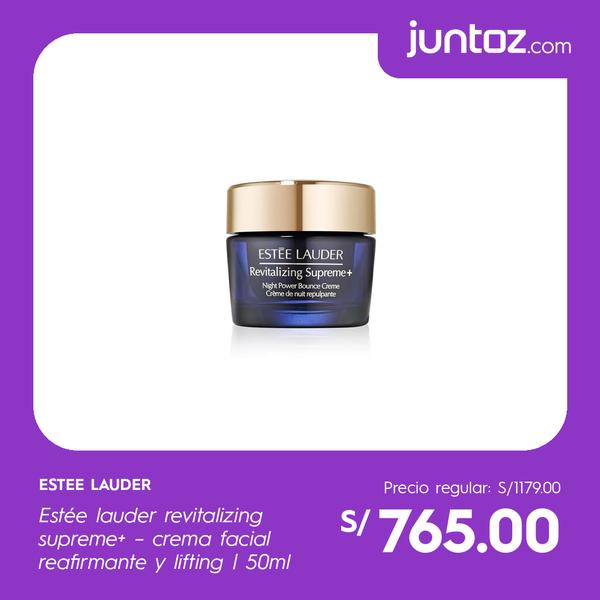 juntoz.com
ESTĒE LAUDER
Revitalizing Supreme+
Night Power Bounce Creme
Crème de nuit repulpante
ESTEE LAUDER
Estée lauder revitalizing
supreme+ - crema facial
reafirmante y lifting | 50ml
Precio regular: S/1179.00
S/ 765.00